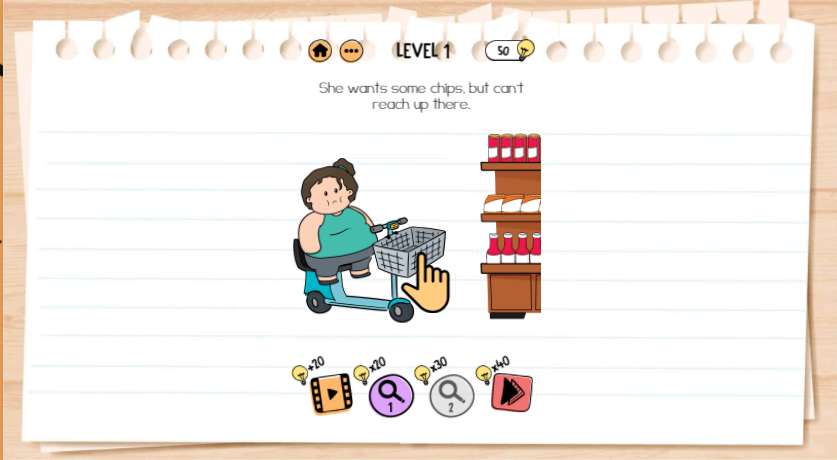 LEVEL 1
50
She wants some chips, but can't
reach up there.
+20
x20
x30
x40
1
2